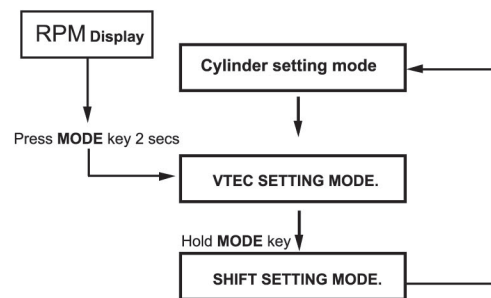 RPM Display
Cylinder setting mode
Press MODE key 2 secs
VTEC SETTING MODE.
Hold MODE key
SHIFT SETTING MODE.